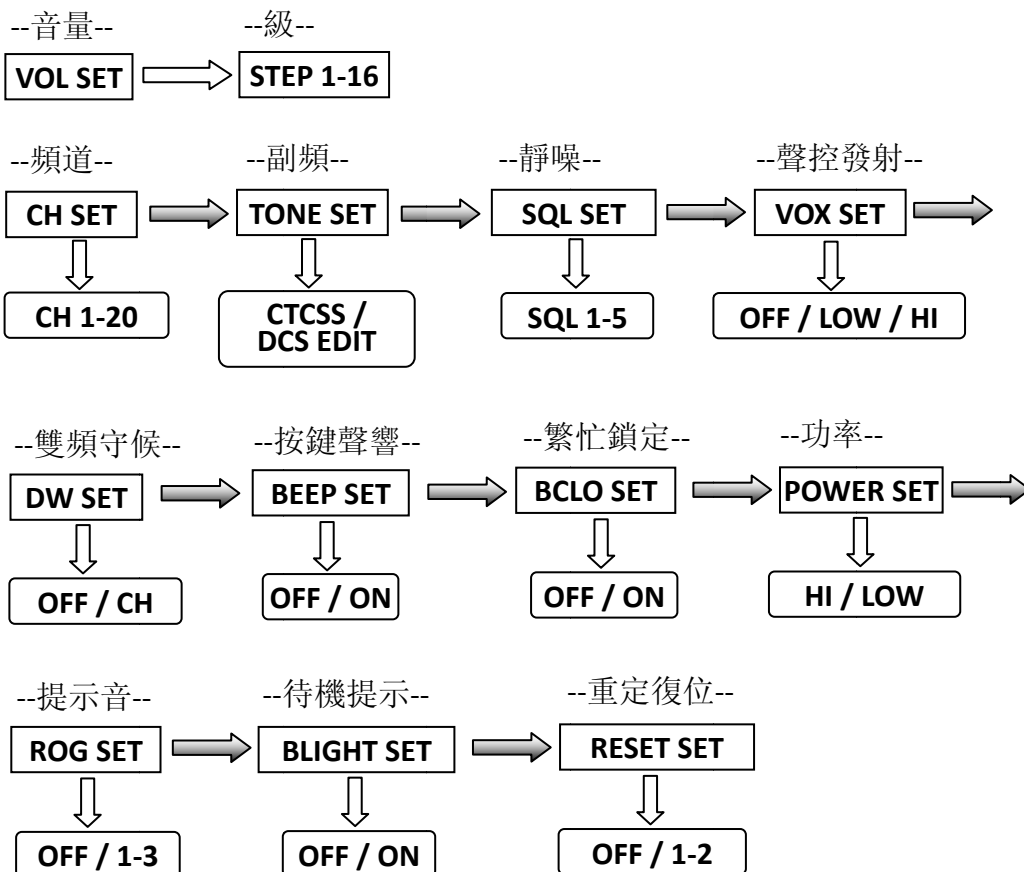 --音量-- --級--
VOL SET STEP 1-16
--頻道-- --副頻-- --靜噪-- --聲控發射--
CH SET TONE SET SQL SET VOX SET
CH 1-20 CTCSS / DCS EDIT SQL 1-5 OFF / LOW / HI
--雙頻守候-- --按鍵聲響-- --繁忙鎖定-- --功率--
DW SET BEEP SET BCLO SET POWER SET
OFF / CH OFF / ON OFF / ON HI / LOW
--提示音-- --待機提示-- --重定復位--
ROG SET BLIGHT SET RESET SET
OFF / 1-3 OFF / ON OFF / 1-2